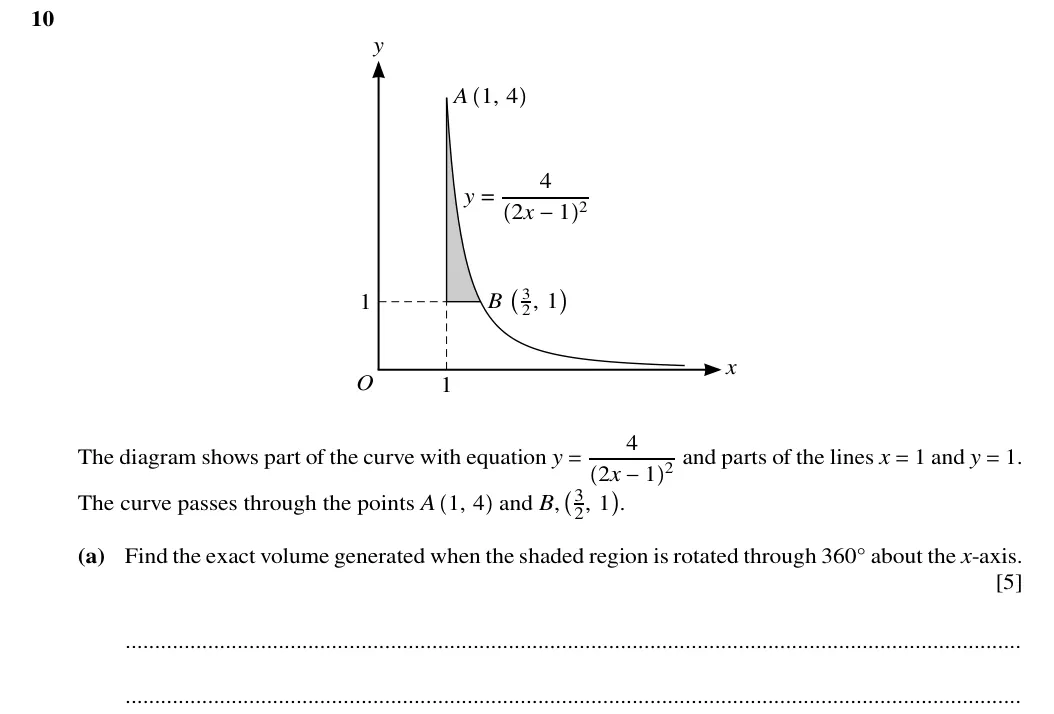 10
y
A (1, 4)
y = 4/(2x − 1)²
1
B (3/2, 1)
O
1
x
The diagram shows part of the curve with equation y = 4/(2x − 1)² and parts of the lines x = 1 and y = 1.
The curve passes through the points A (1, 4) and B, (3/2, 1).
(a) Find the exact volume generated when the shaded region is rotated through 360° about the x-axis.
[5]